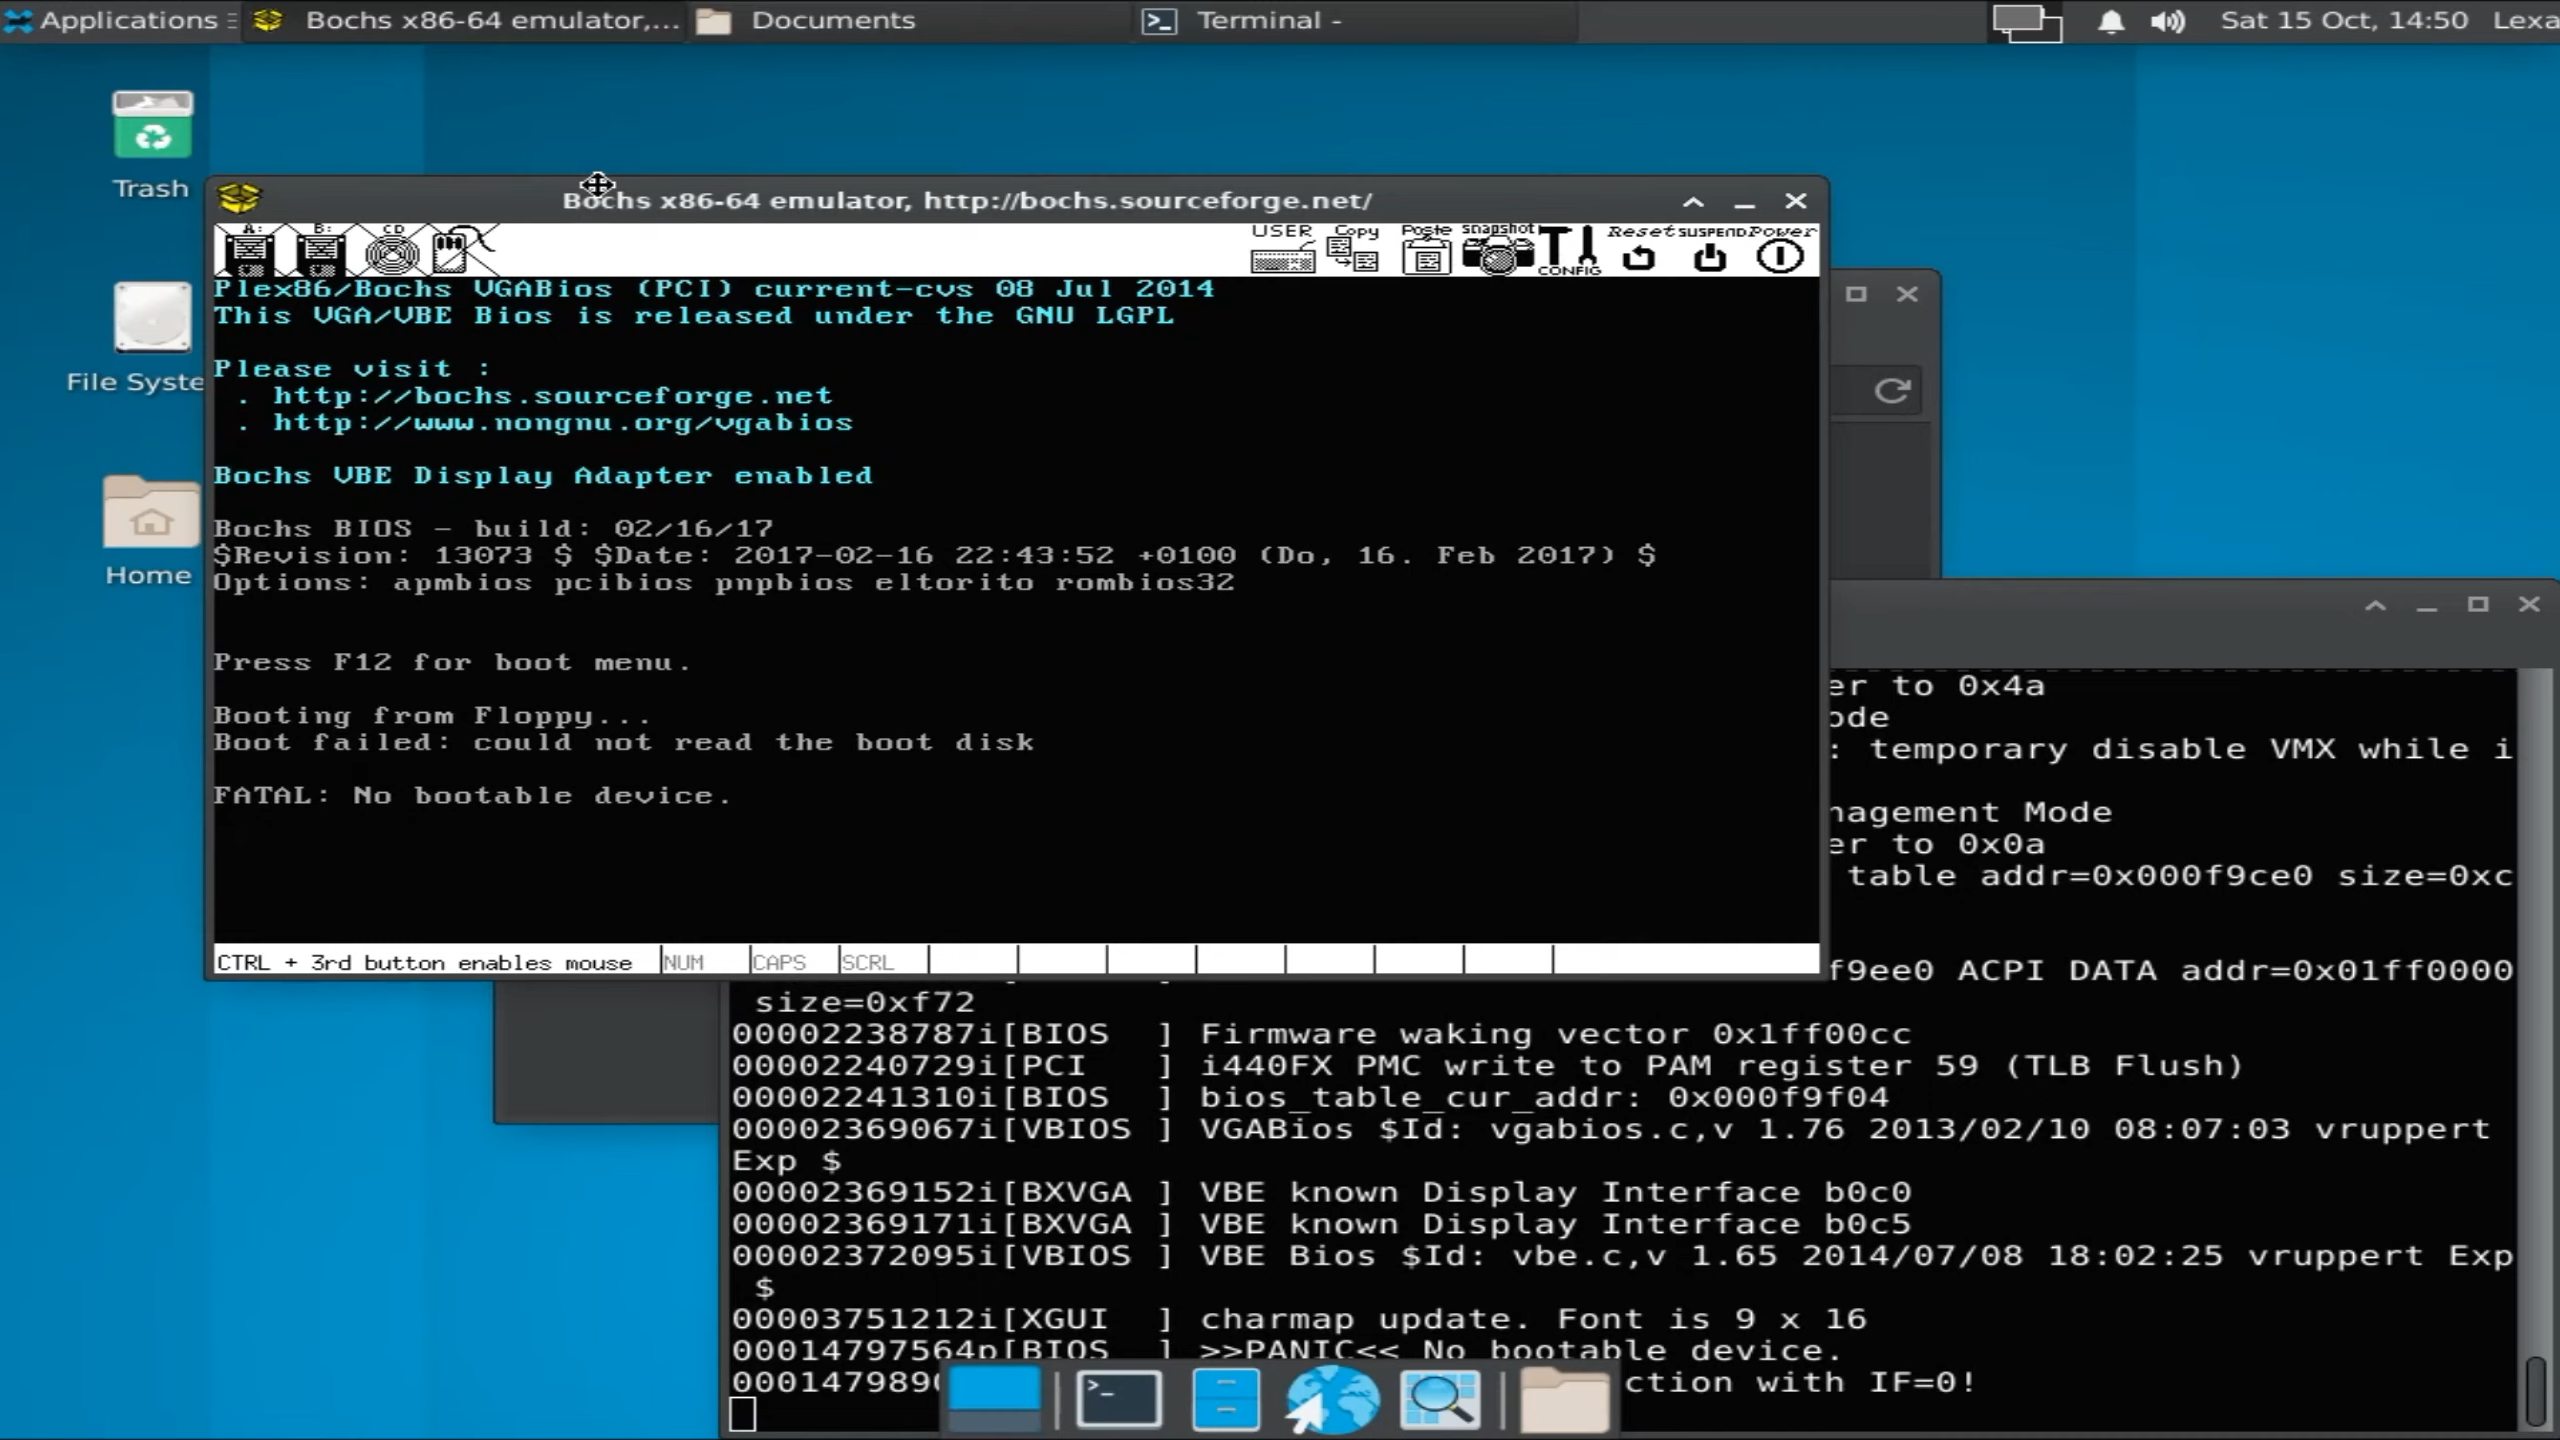 Applications
Bochs x86-64 emulator,...
Documents
Terminal -
Sat 15 Oct, 14:50
Lexa
Trash
File Syste
Home
Bochs x86-64 emulator, http://bochs.sourceforge.net/
A:
B:
CD
USER
Copy
Paste
snapshot
CONFIG
Reset
SUSPEND
Power
Plex86/Bochs VGABios (PCI) current-cvs 08 Jul 2014
This VGA/VBE Bios is released under the GNU LGPL
Please visit :
. http://bochs.sourceforge.net
. http://www.nongnu.org/vgabios
Bochs VBE Display Adapter enabled
Bochs BIOS - build: 02/16/17
$Revision: 13073 $ $Date: 2017-02-16 22:43:52 +0100 (Do, 16. Feb 2017) $
Options: apmbios pcibios pnpbios eltorito rombios32
Press F12 for boot menu.
Booting from Floppy...
Boot failed: could not read the boot disk
FATAL: No bootable device.
CTRL + 3rd button enables mouse
NUM
CAPS
SCRL
er to 0x4a
ode
: temporary disable VMX while i
nagement Mode
er to 0x0a
table addr=0x000f9ce0 size=0xc
f9ee0 ACPI DATA addr=0x01ff0000
size=0xf72
00002238787i[BIOS  ] Firmware waking vector 0x1ff00cc
00002240729i[PCI   ] i440FX PMC write to PAM register 59 (TLB Flush)
00002241310i[BIOS  ] bios_table_cur_addr: 0x000f9f04
00002369067i[VBIOS ] VGABios $Id: vgabios.c,v 1.76 2013/02/10 08:07:03 vruppert
Exp $
00002369152i[BXVGA ] VBE known Display Interface b0c0
00002369171i[BXVGA ] VBE known Display Interface b0c5
00002372095i[VBIOS ] VBE Bios $Id: vbe.c,v 1.65 2014/07/08 18:02:25 vruppert Exp
$
00003751212i[XGUI  ] charmap update. Font is 9 x 16
00014797564p[BIOS  ] >>PANIC<< No bootable device.
000147989
ction with IF=0!